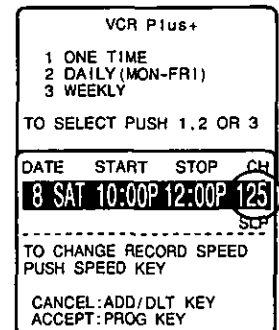 VCR Plus+
1 ONE TIME
2 DAILY(MON-FRI)
3 WEEKLY
TO SELECT PUSH 1,2 OR 3
DATE START STOP CH
8 SAT 10:00P 12:00P 125
SLP
TO CHANGE RECORD SPEED
PUSH SPEED KEY
CANCEL:ADD/DLT KEY
ACCEPT:PROG KEY